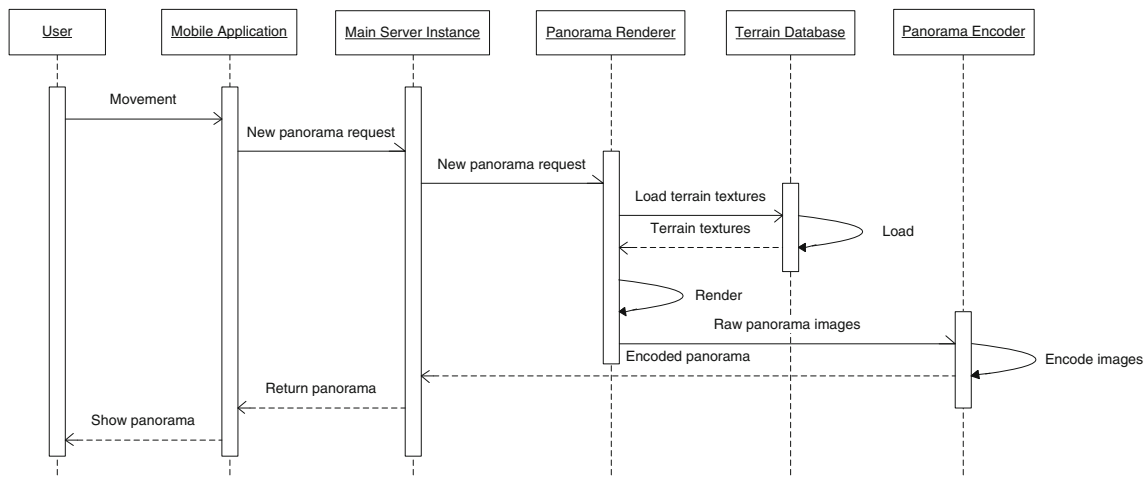 User
Mobile Application
Main Server Instance
Panorama Renderer
Terrain Database
Panorama Encoder
Movement
New panorama request
New panorama request
Load terrain textures
Terrain textures
Load
Render
Raw panorama images
Encoded panorama
Encode images
Return panorama
Show panorama